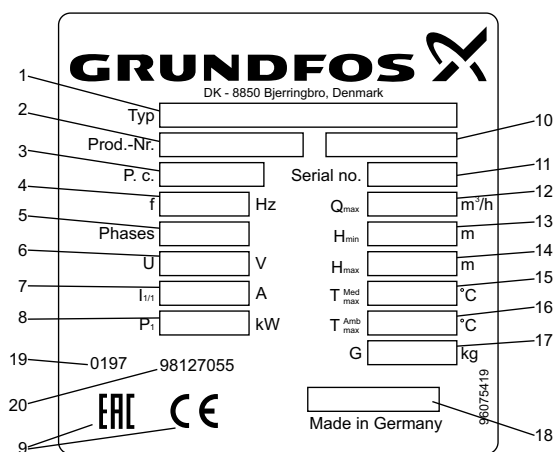 GRUNDFOS
DK - 8850 Bjerringbro, Denmark
1 Typ
2 Prod.-Nr. 10
3 P. c. Serial no. 11
4 f Hz Qmax m³/h 12
5 Phases Hmin m 13
6 U V Hmax m 14
7 I1/1 A T Med max °C 15
8 P1 kW T Amb max °C 16
G kg 17
19 0197 98127055
20
EAC CE
9
Made in Germany 18
96075419